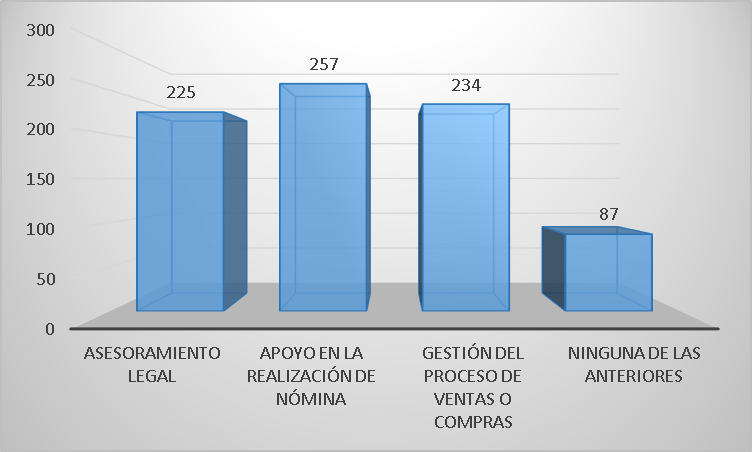 300
250
200
150
100
50
0
225
257
234
87
ASESORAMIENTO
LEGAL
APOYO EN LA
REALIZACIÓN DE
NÓMINA
GESTIÓN DEL
PROCESO DE
VENTAS O
COMPRAS
NINGUNA DE LAS
ANTERIORES